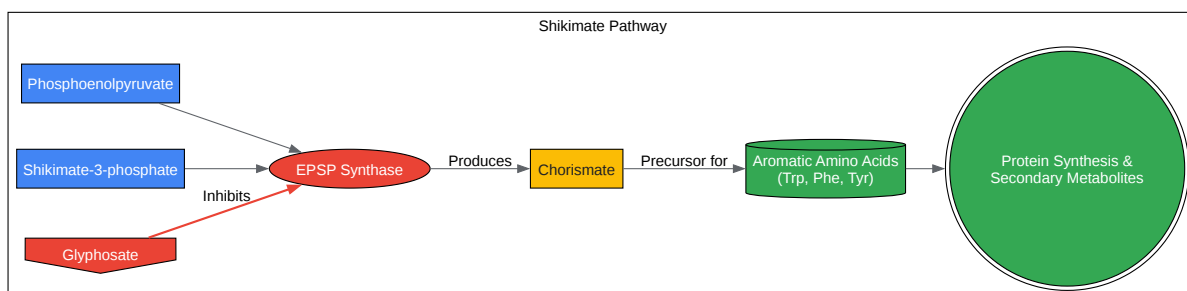 Shikimate Pathway
Phosphoenolpyruvate
Shikimate-3-phosphate
Inhibits
Glyphosate
EPSP Synthase
Produces
Chorismate
Precursor for
Aromatic Amino Acids
(Trp, Phe, Tyr)
Protein Synthesis &
Secondary Metabolites